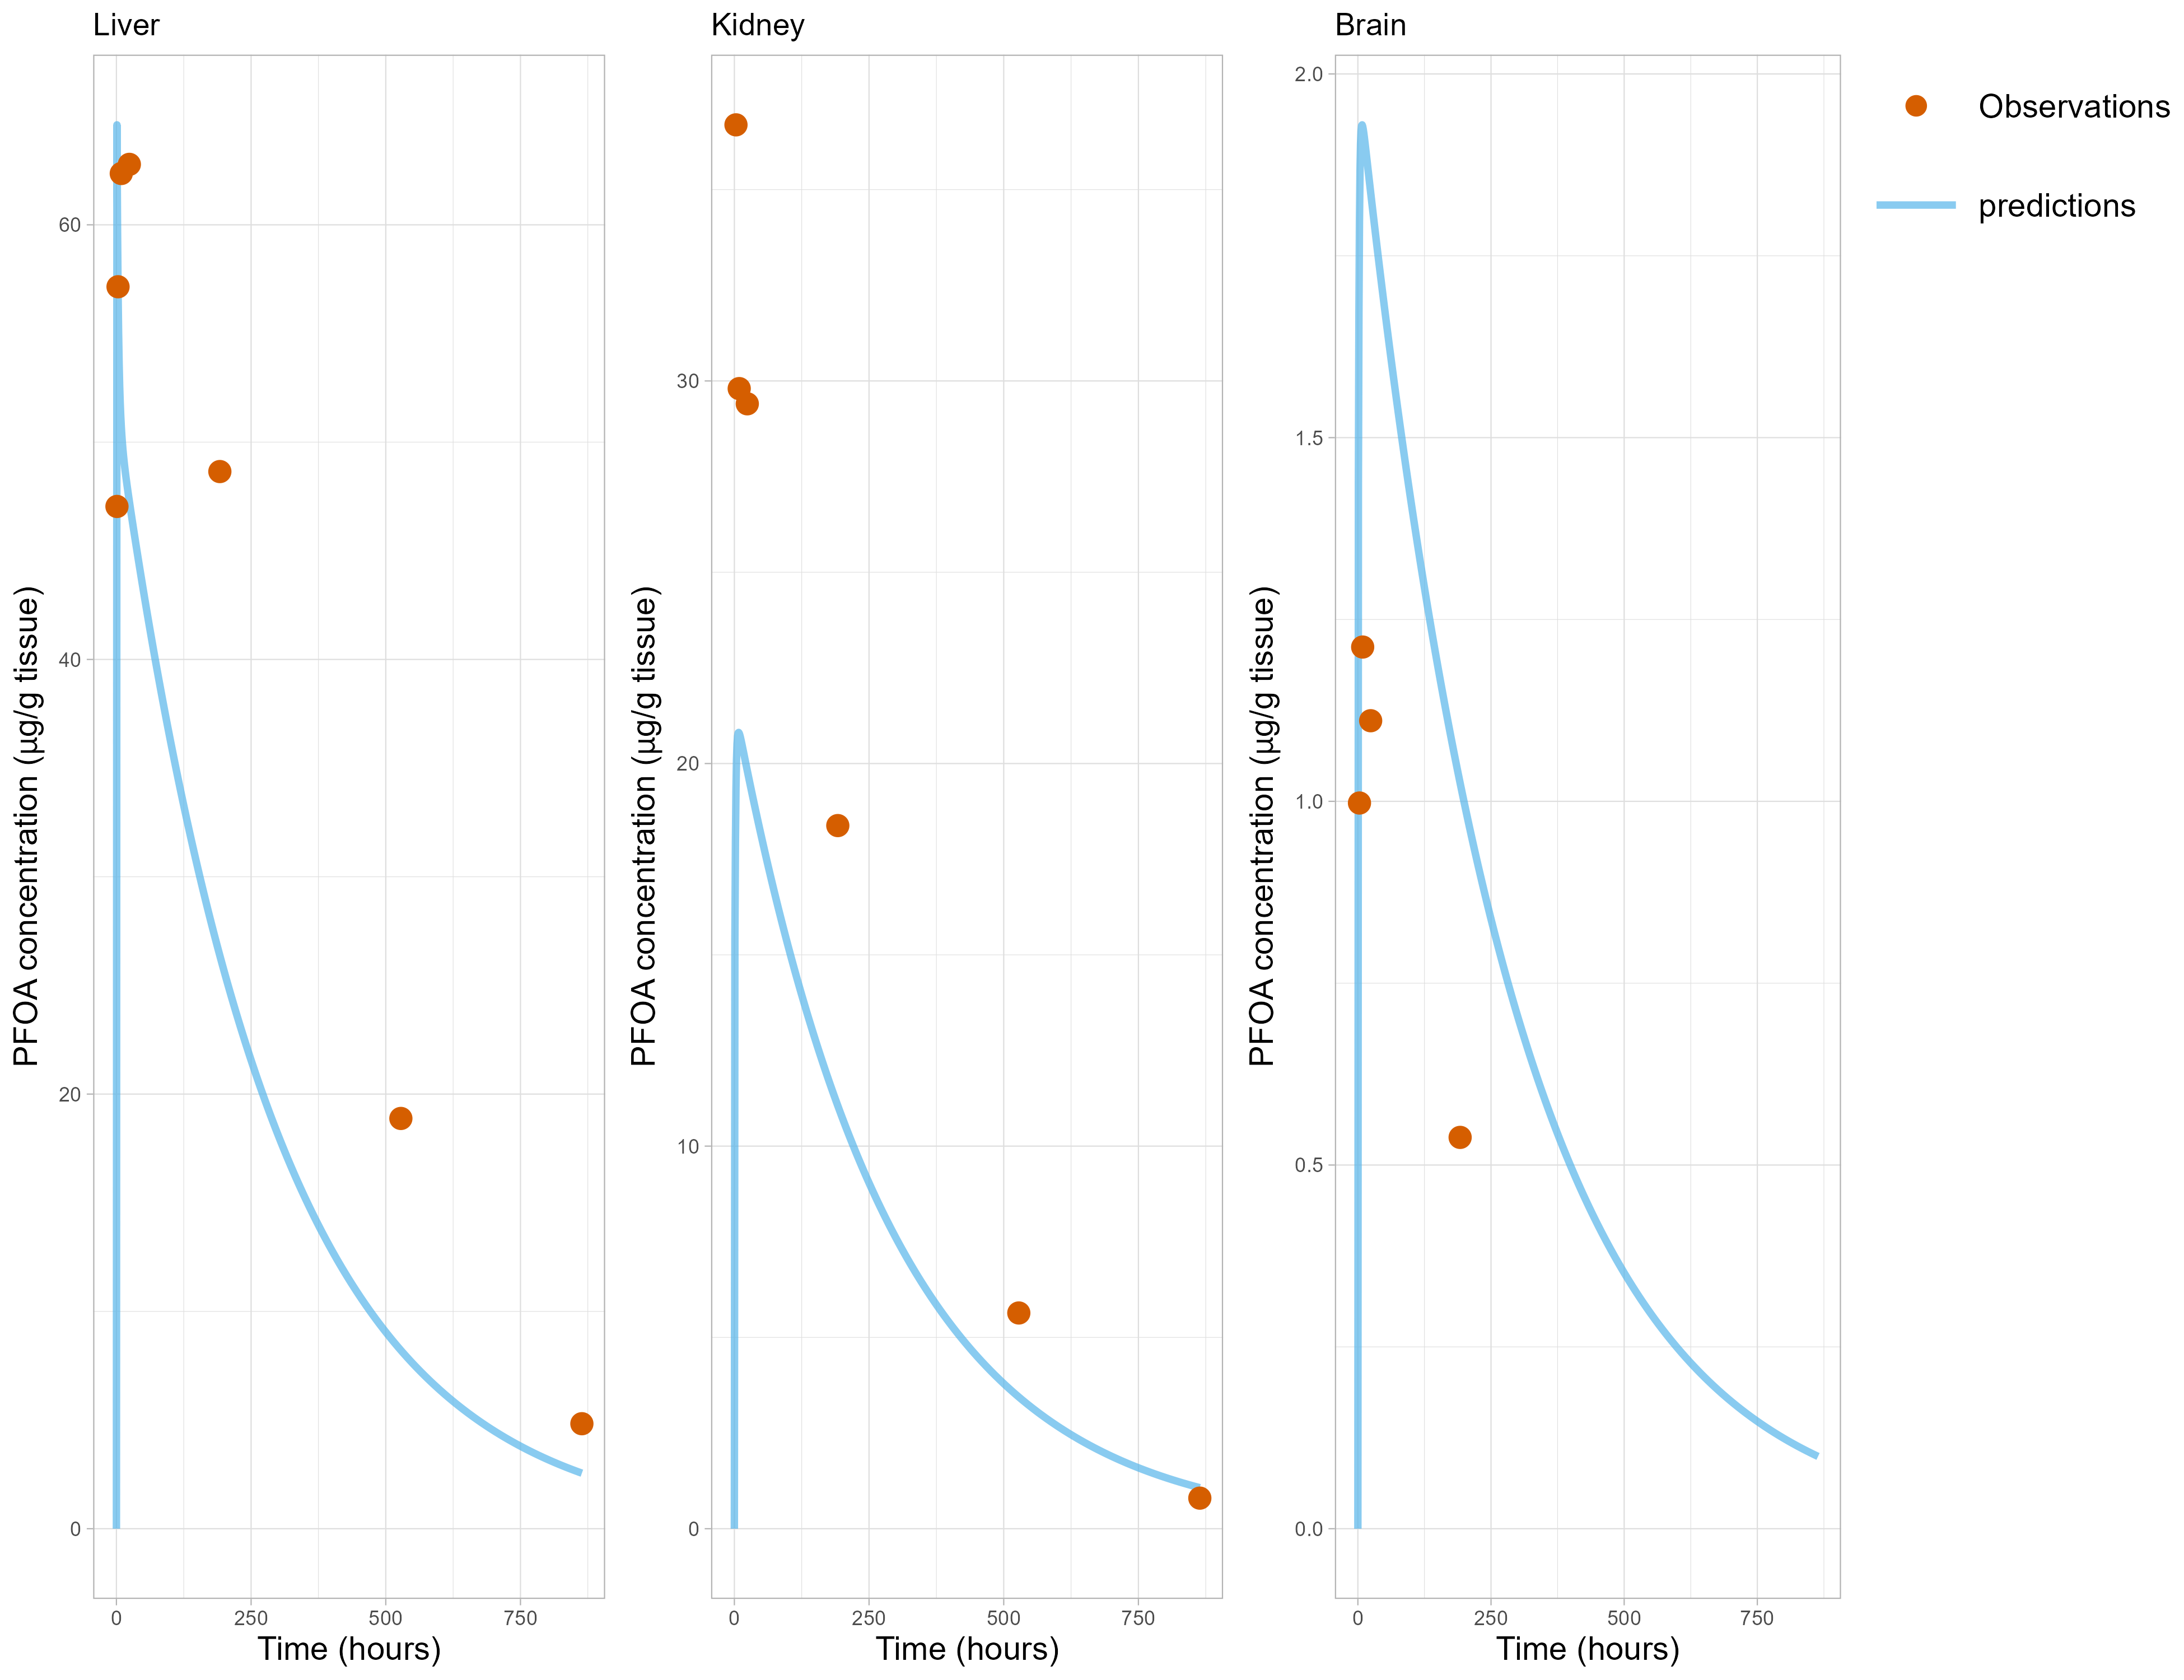 Liver
60
40
20
0
0 250 500 750
Time (hours)
PFOA concentration (µg/g tissue)
Kidney
30
20
10
0
0 250 500 750
Time (hours)
PFOA concentration (µg/g tissue)
Brain
2.0
1.5
1.0
0.5
0.0
0 250 500 750
Time (hours)
PFOA concentration (µg/g tissue)
Observations
predictions